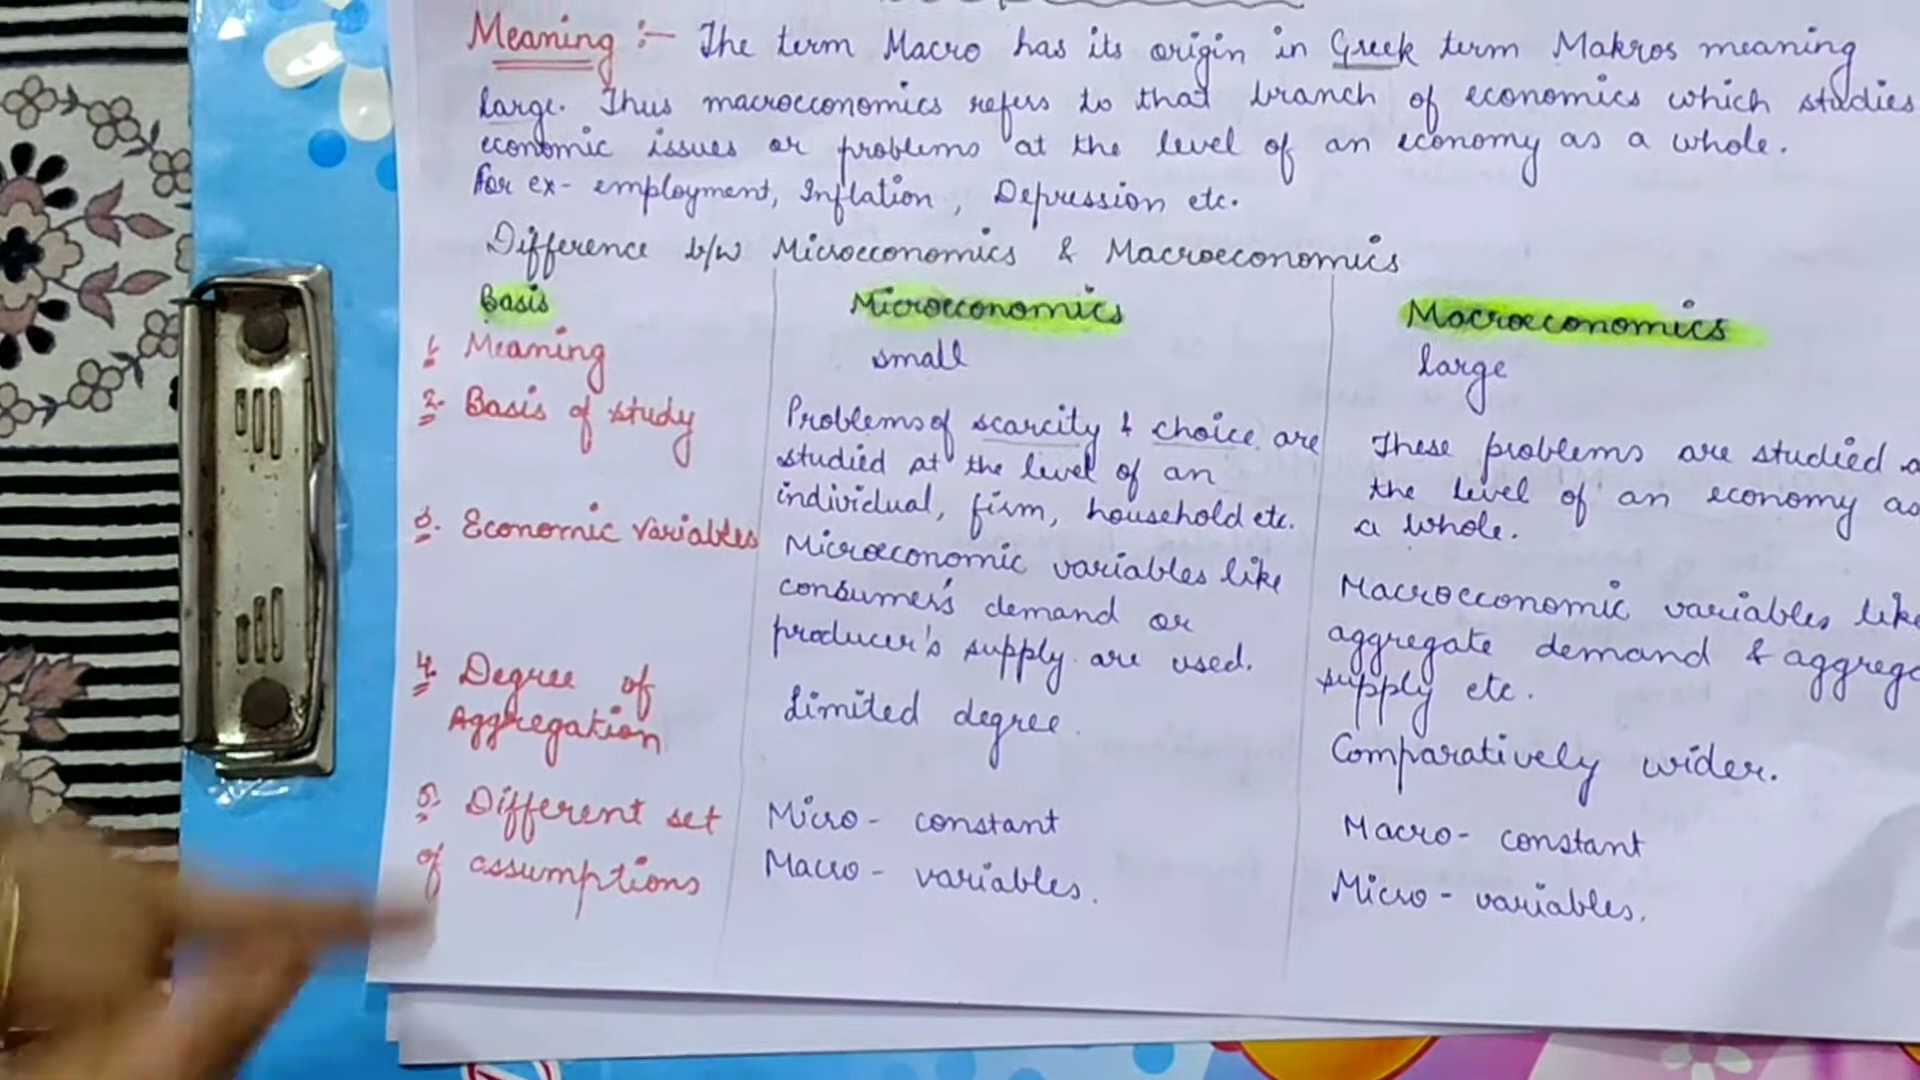 Meaning :- The term Macro has its origin in Greek term Makros meaning
large. Thus macroeconomics refers to that branch of economics which studies
economic issues or problems at the level of an economy as a whole.
For ex- employment, Inflation, Depression etc.
Difference b/w Microeconomics & Macroeconomics
Basis Microeconomics Macroeconomics
1. Meaning small large
2. Basis of study
Problems of scarcity & choice are
studied at the level of an
individual, firm, household etc.
These problems are studied
the level of an economy as
a whole.
3. Economic Variables
Microeconomic variables like
consumer's demand or
producer's supply are used.
Macroeconomic variables like
aggregate demand &
supply etc.
4. Degree of
Aggregation
Limited degree.
Comparatively wider.
5. Different set
of assumptions
Micro - constant
Macro - variables.
Macro - constant
Micro - variables.